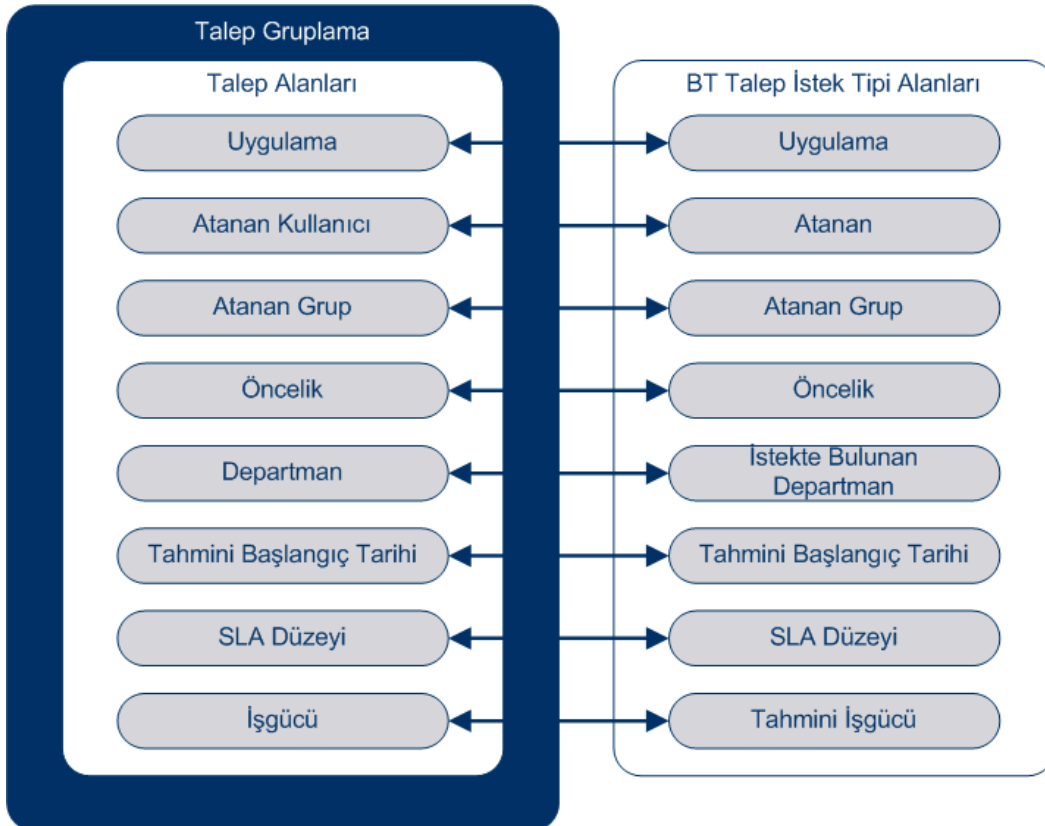 Talep Gruplama
Talep Alanları
BT Talep İstek Tipi Alanları
Uygulama
Uygulama
Atanan Kullanıcı
Atanan
Atanan Grup
Atanan Grup
Öncelik
Öncelik
Departman
İstekte Bulunan
Departman
Tahmini Başlangıç Tarihi
Tahmini Başlangıç Tarihi
SLA Düzeyi
SLA Düzeyi
İşgücü
Tahmini İşgücü